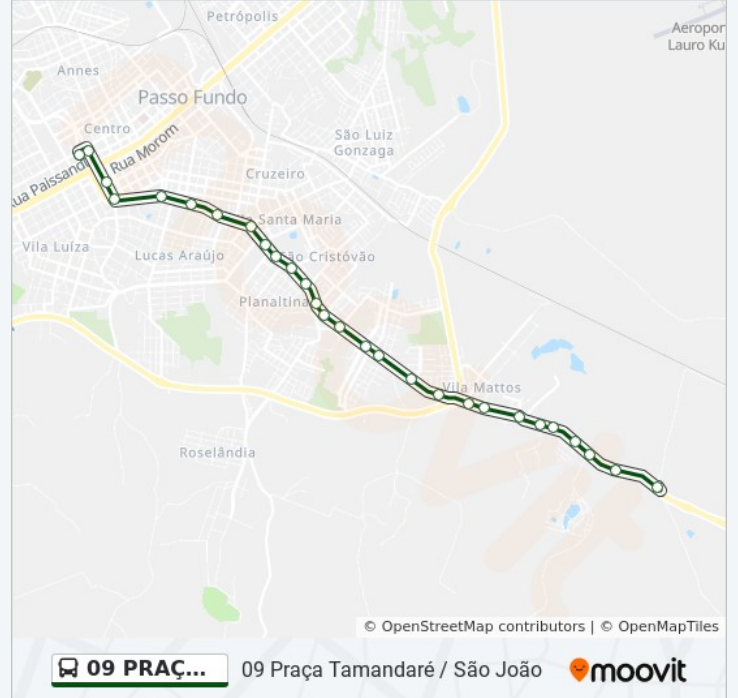 Petrópolis
Aeropor
Lauro Ku
Annes
Passo Fundo
Centro
Rua Morom
São Luiz
Gonzaga
ua Paissandu
Cruzeiro
Santa Maria
Vila Luíza
Lucas Araújo
São Cristóvão
Planaltina
Vila Mattos
Roselândia
© OpenStreetMap contributors | © OpenMapTiles
09 PRAÇ...
09 Praça Tamandaré / São João
moovit